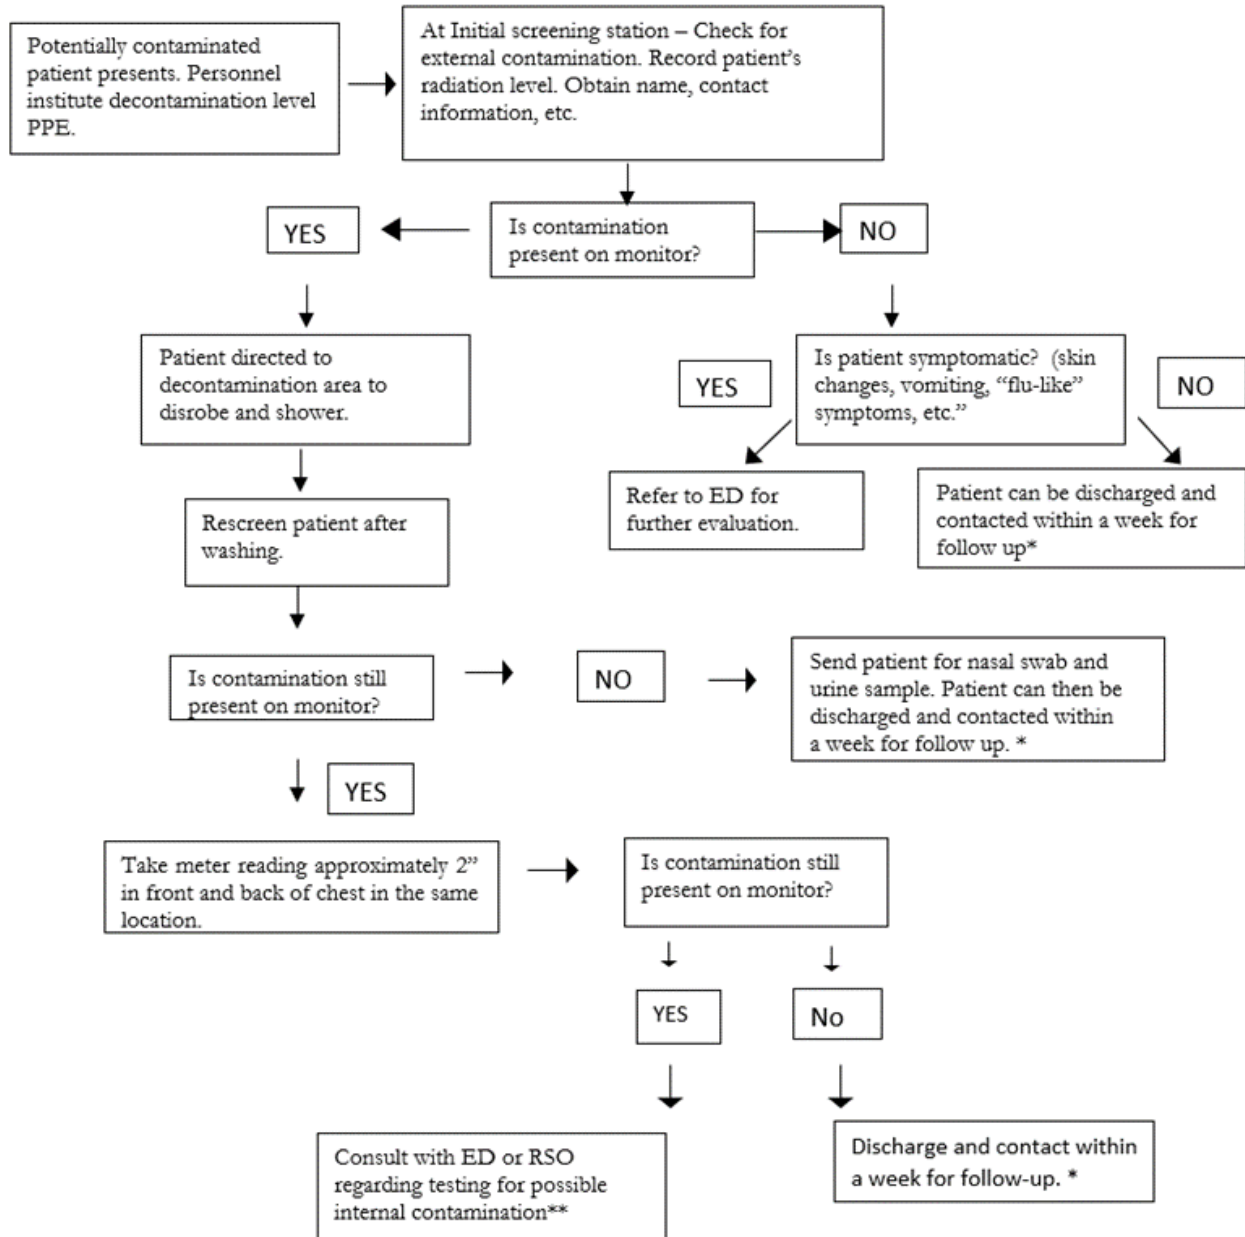 Potentially contaminated
patient presents. Personnel
institute decontamination level
PPE.
At Initial screening station – Check for
external contamination. Record patient’s
radiation level. Obtain name, contact
information, etc.
YES
Is contamination
present on monitor?
NO
Patient directed to
decontamination area to
disrobe and shower.
YES
Is patient symptomatic? (skin
changes, vomiting, “flu-like”
symptoms, etc.”
NO
Refer to ED for
further evaluation.
Patient can be discharged and
contacted within a week for
follow up*
Rescreen patient after
washing.
Is contamination still
present on monitor?
NO
Send patient for nasal swab and
urine sample. Patient can then be
discharged and contacted within
a week for follow up. *
YES
Take meter reading approximately 2”
in front and back of chest in the same
location.
Is contamination still
present on monitor?
YES
No
Consult with ED or RSO
regarding testing for possible
internal contamination**
Discharge and contact within
a week for follow-up. *